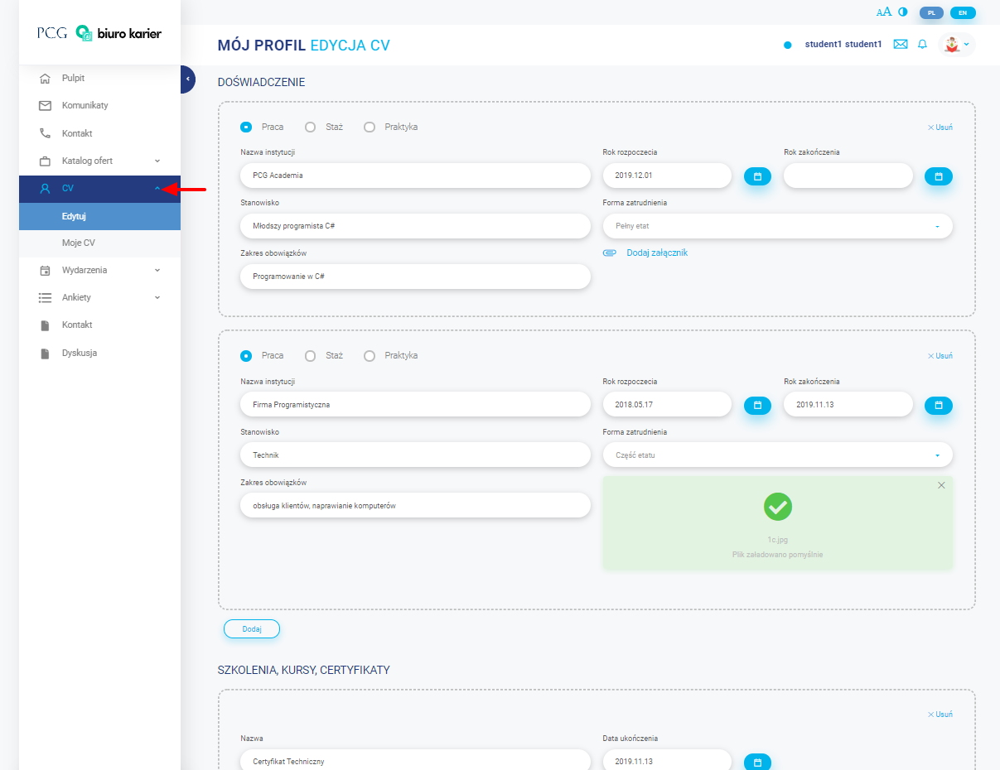 PCG biuro karier
AA PL EN
MÓJ PROFIL EDYCJA CV
student1 student1
Pulpit
Komunikaty
Kontakt
Katalog ofert
CV
Edytuj
Moje CV
Wydarzenia
Ankiety
Kontakt
Dyskusja
DOŚWIADCZENIE
Praca Staż Praktyka
Usuń
Nazwa instytucji Rok rozpoczecia Rok zakończenia
PCG Academia 2019.12.01
Stanowisko Forma zatrudnienia
Młodszy programista C# Pełny etat
Zakres obowiązków Dodaj załącznik
Programowanie w C#
Praca Staż Praktyka
Usuń
Nazwa instytucji Rok rozpoczecia Rok zakończenia
Firma Programistyczna 2018.05.17 2019.11.13
Stanowisko Forma zatrudnienia
Technik Część etatu
Zakres obowiązków
obsługa klientów, naprawianie komputerów
1c.jpg
Plik załadowano pomyślnie
Dodaj
SZKOLENIA, KURSY, CERTYFIKATY
Usuń
Nazwa Data ukończenia
Certyfikat Techniczny 2019.11.13